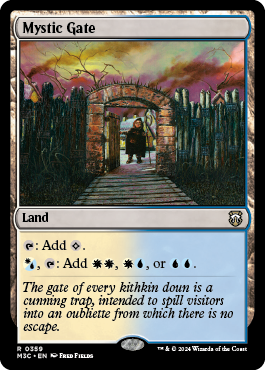 Mystic Gate
Land
: Add .
, : Add , , or .
The gate of every kithkin doun is a
cunning trap, intended to spill visitors
into an oubliette from which there is no
escape.
R 0359
M3C • EN FRED FIELDS
™ & © 2024 Wizards of the Coast